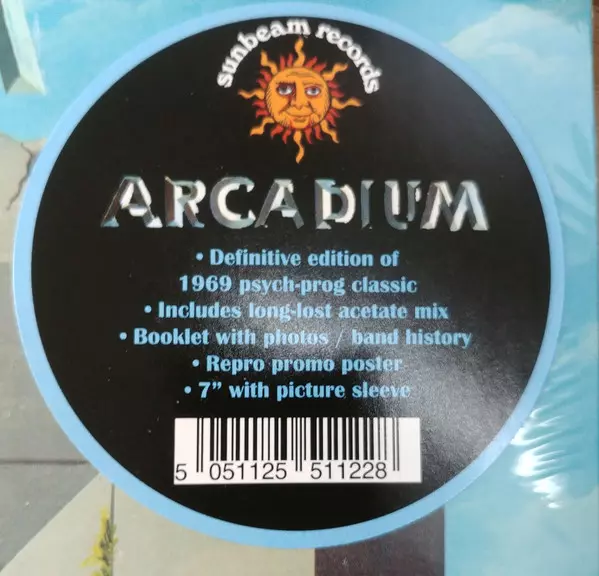 sunbeam records
ARCADIUM
• Definitive edition of
1969 psych-prog classic
• Includes long-lost acetate mix
• Booklet with photos / band history
• Repro promo poster
• 7” with picture sleeve
5 051125 511228